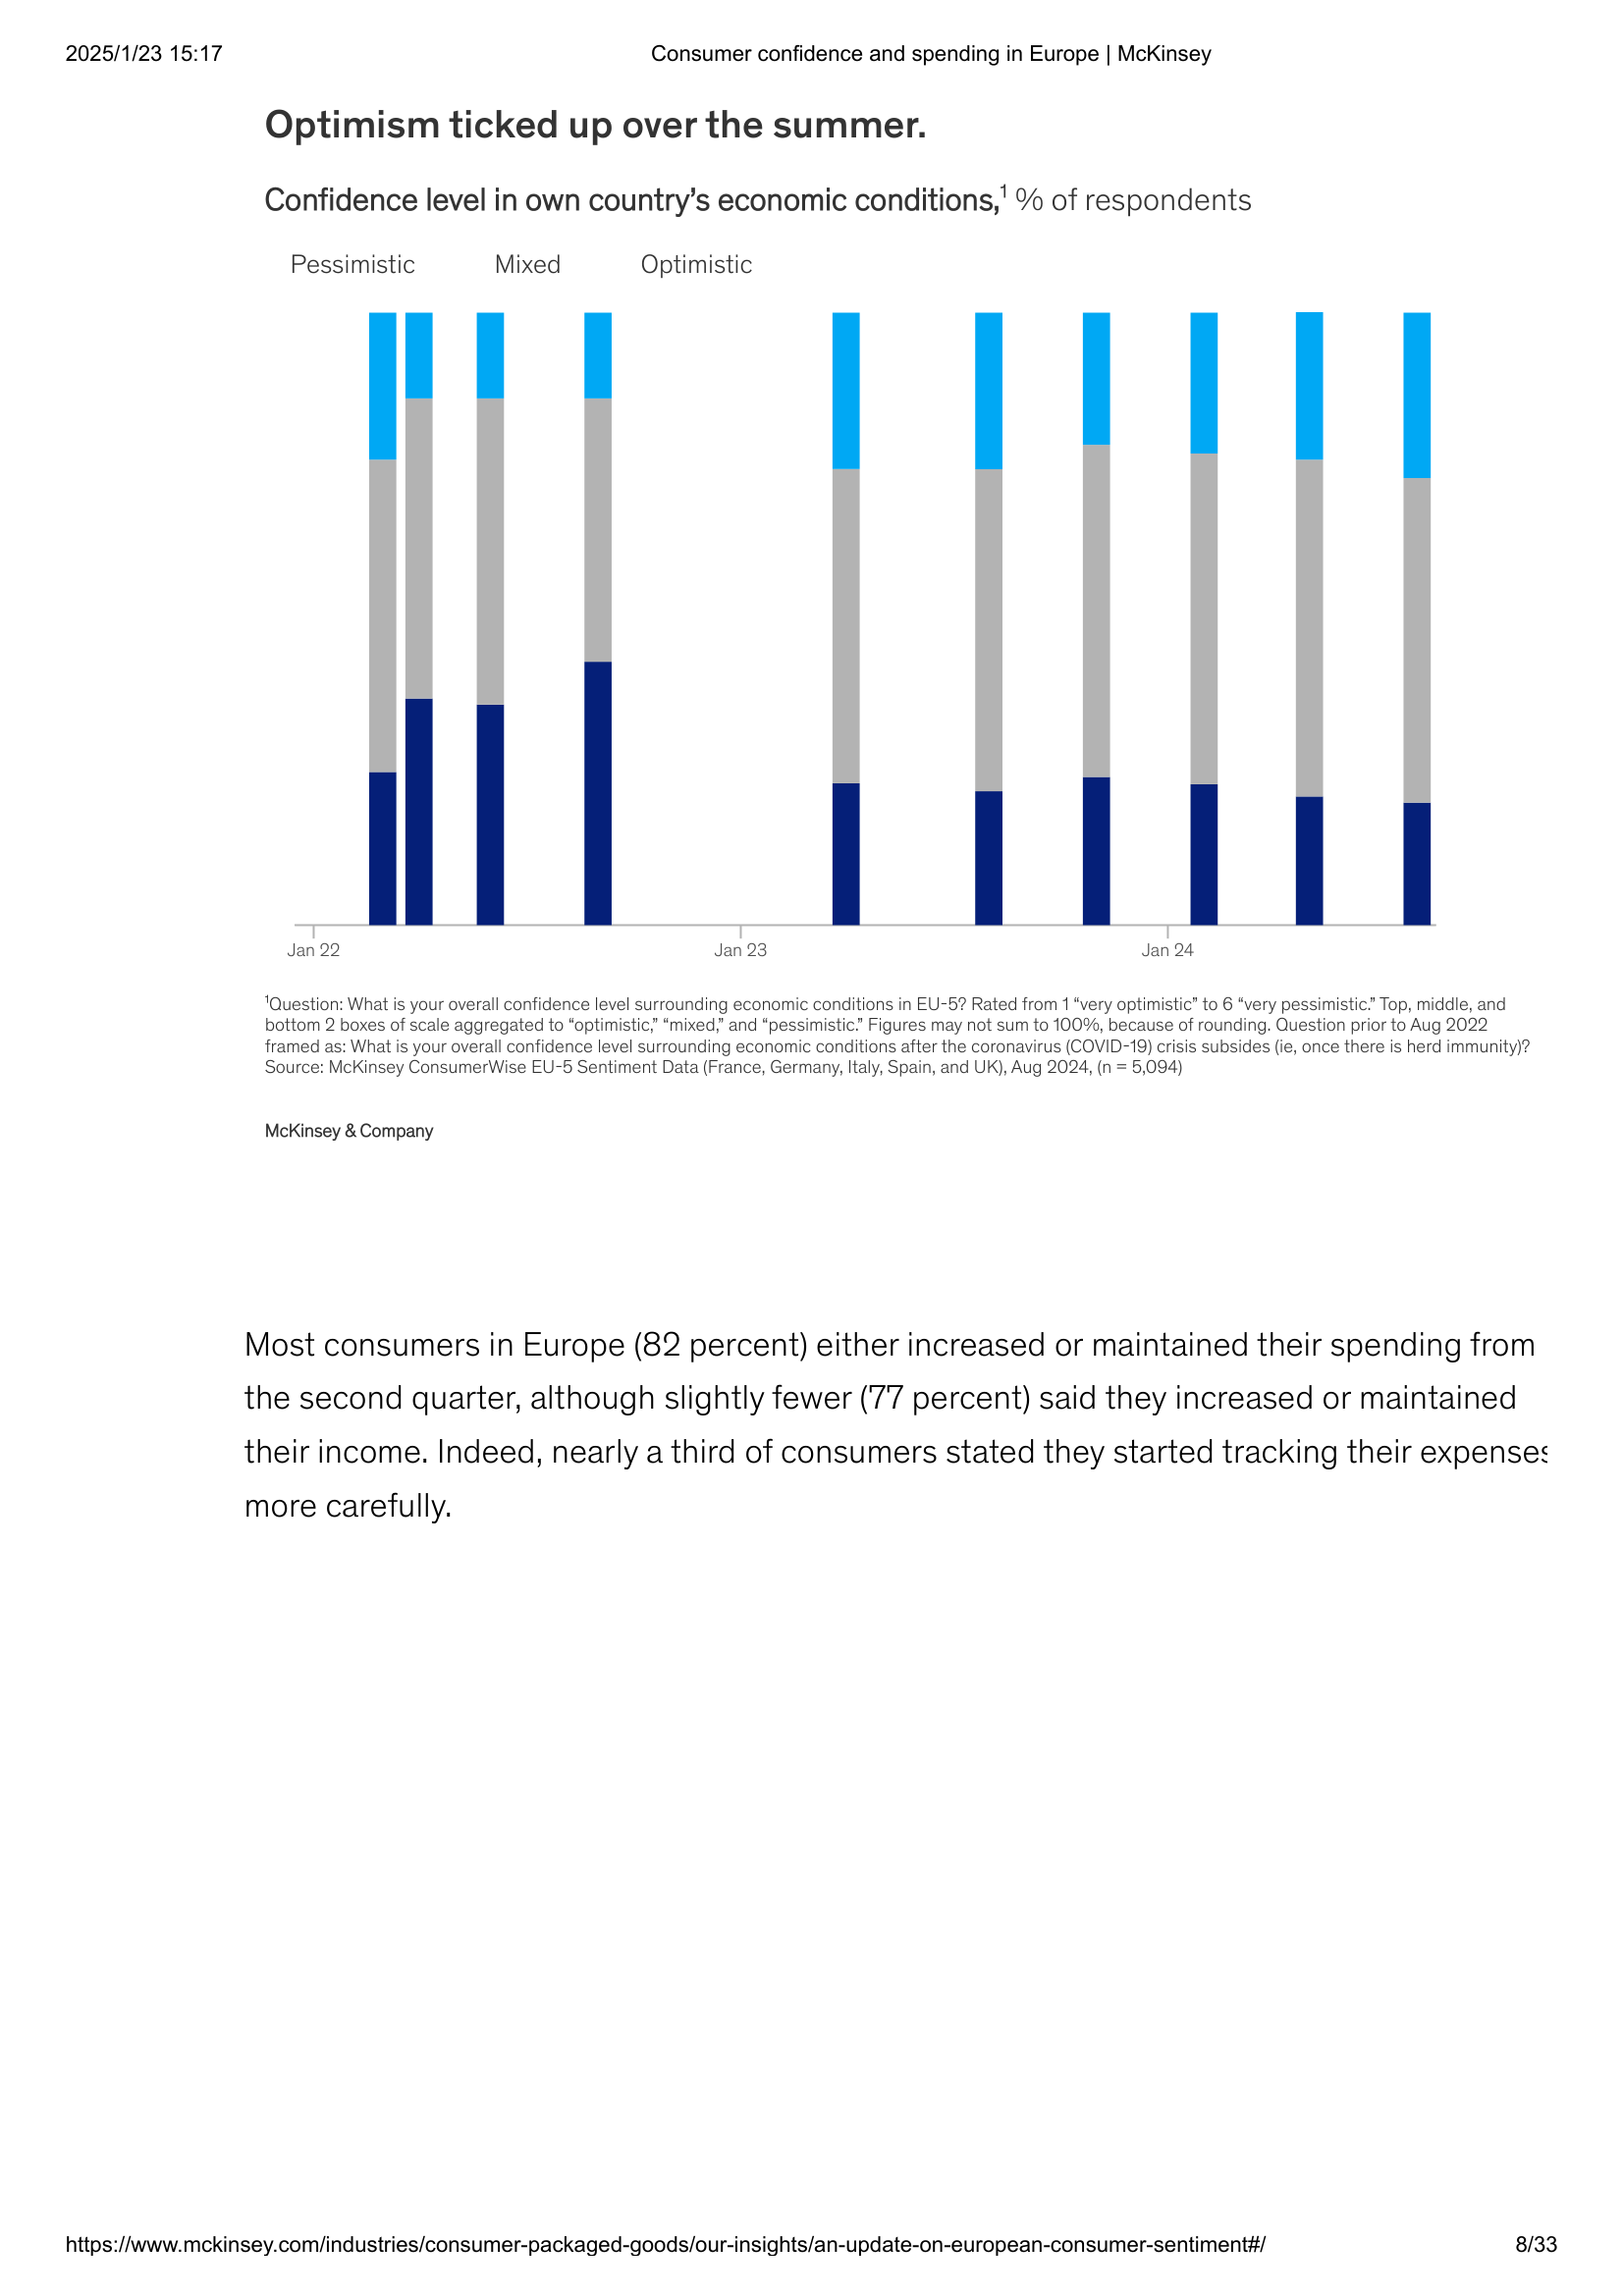 2025/1/23 15:17
Consumer confidence and spending in Europe | McKinsey
Optimism ticked up over the summer.
Confidence level in own country’s economic conditions,¹ % of respondents
Pessimistic Mixed Optimistic
Jan 22 Jan 23 Jan 24
¹Question: What is your overall confidence level surrounding economic conditions in EU-5? Rated from 1 “very optimistic” to 6 “very pessimistic.” Top, middle, and
bottom 2 boxes of scale aggregated to “optimistic,” “mixed,” and “pessimistic.” Figures may not sum to 100%, because of rounding. Question prior to Aug 2022
framed as: What is your overall confidence level surrounding economic conditions after the coronavirus (COVID-19) crisis subsides (ie, once there is herd immunity)?
Source: McKinsey ConsumerWise EU-5 Sentiment Data (France, Germany, Italy, Spain, and UK), Aug 2024, (n = 5,094)
McKinsey & Company
Most consumers in Europe (82 percent) either increased or maintained their spending from
the second quarter, although slightly fewer (77 percent) said they increased or maintained
their income. Indeed, nearly a third of consumers stated they started tracking their expenses
more carefully.
https://www.mckinsey.com/industries/consumer-packaged-goods/our-insights/an-update-on-european-consumer-sentiment#/
8/33